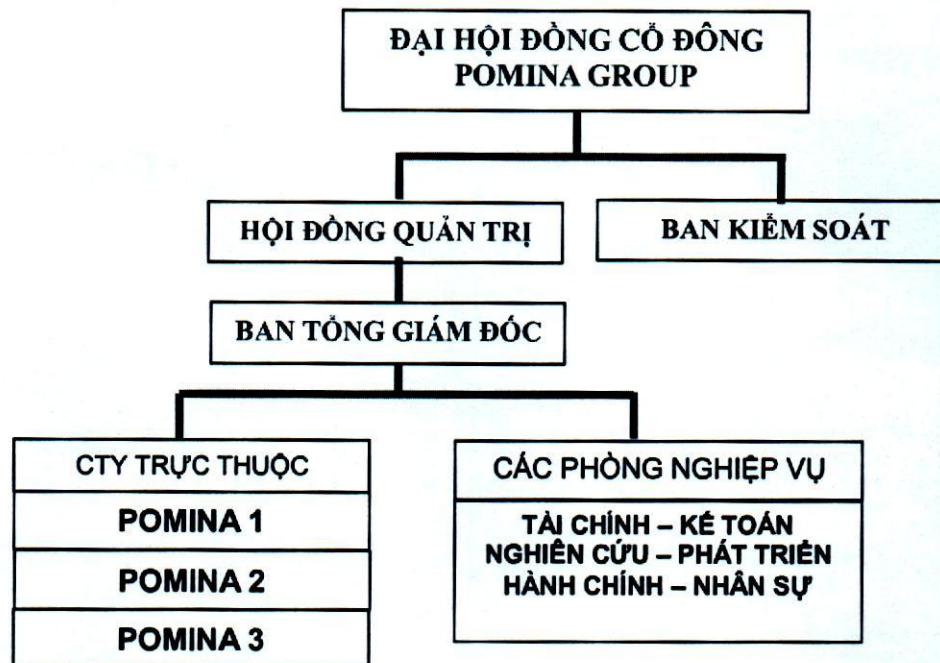 ĐẠI HỘI ĐỒNG CỔ ĐÔNG
POMINA GROUP
HỘI ĐỒNG QUẢN TRỊ
BAN KIỂM SOÁT
BAN TỔNG GIÁM ĐỐC
CTY TRỰC THUỘC
POMINA 1
POMINA 2
POMINA 3
CÁC PHÒNG NGHIỆP VỤ
TÀI CHÍNH – KẾ TOÁN
NGHIÊN CỨU – PHÁT TRIỂN
HÀNH CHÍNH – NHÂN SỰ